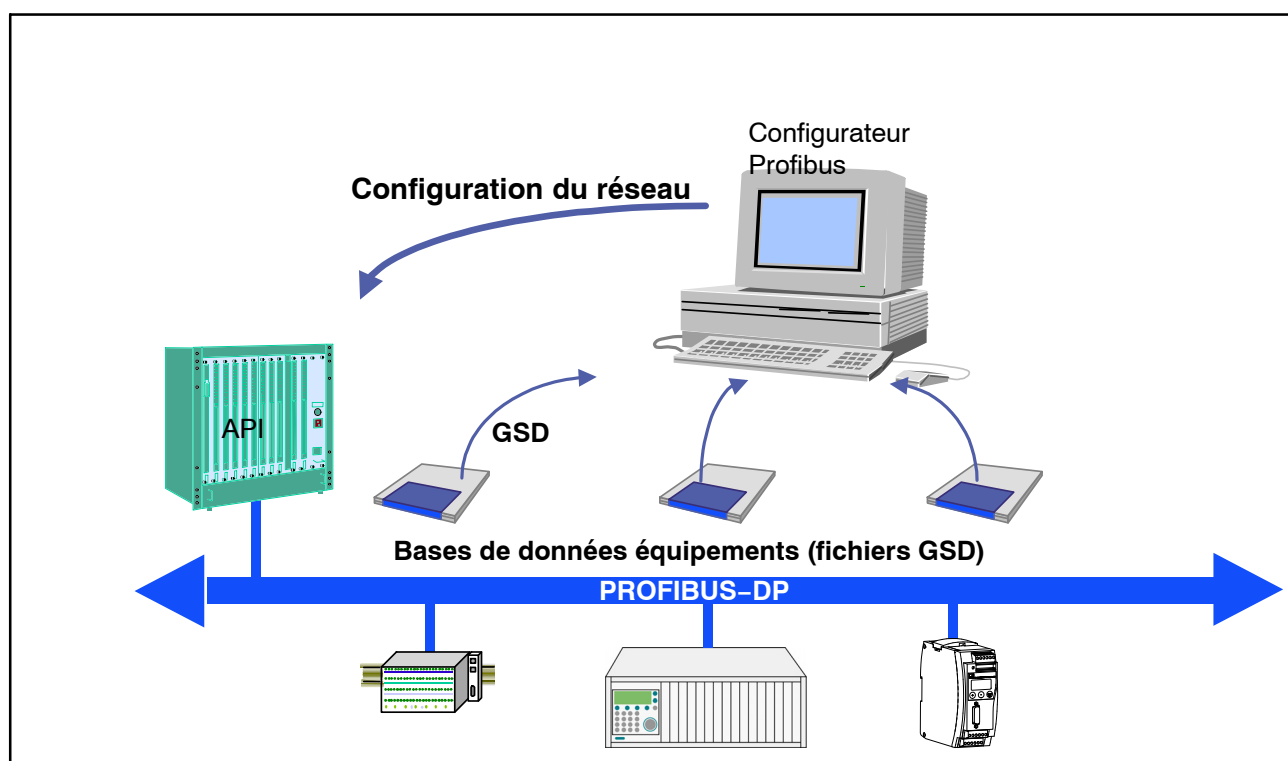 Configurateur
Profibus
Configuration du réseau
API
GSD
Bases de données équipements (fichiers GSD)
PROFIBUS–DP